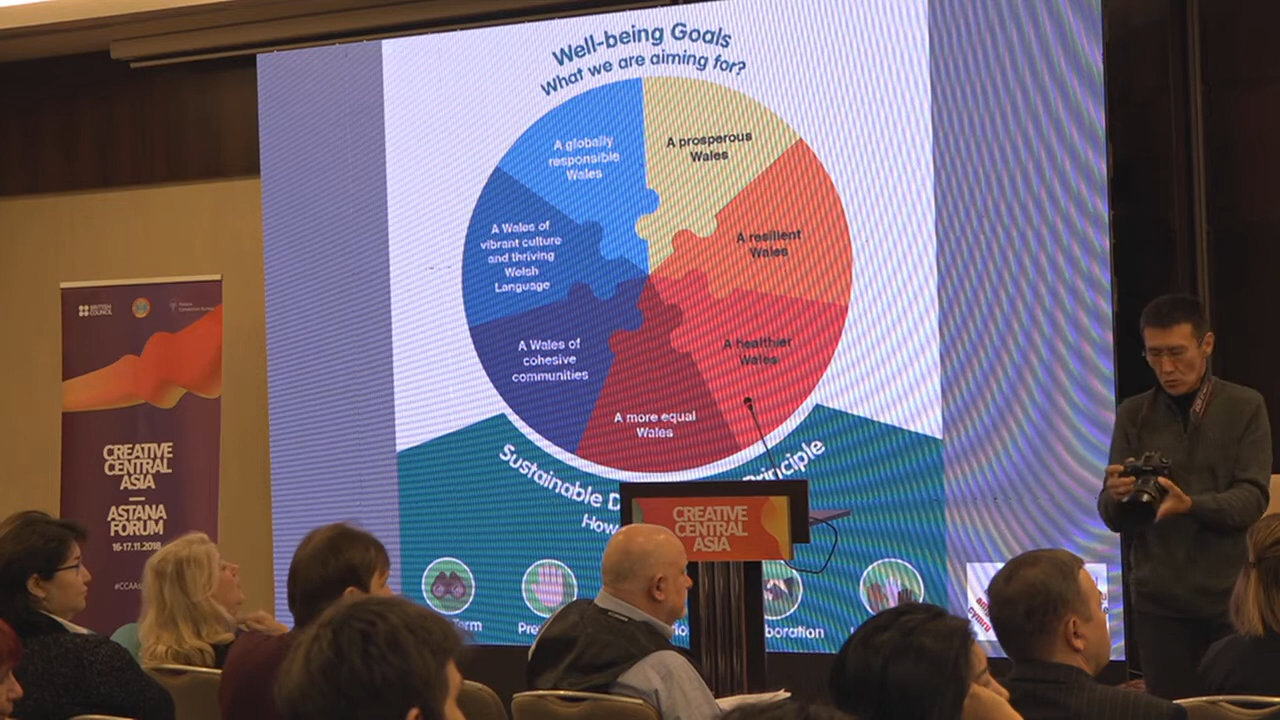 Well-being Goals
What we are aiming for?
A globally
responsible
Wales
A prosperous
Wales
A Wales of
vibrant culture
and thriving
Welsh
Language
A resilient
Wales
A Wales of
cohesive
communities
A healthier
Wales
A more equal
Wales
Sustainable D
Principle
How
BRITISH
COUNCIL
CREATIVE
CENTRAL
ASIA
ASTANA
FORUM
16-17.11.2018
CREATIVE
CENTRAL
ASIA
Term
boration
cymru